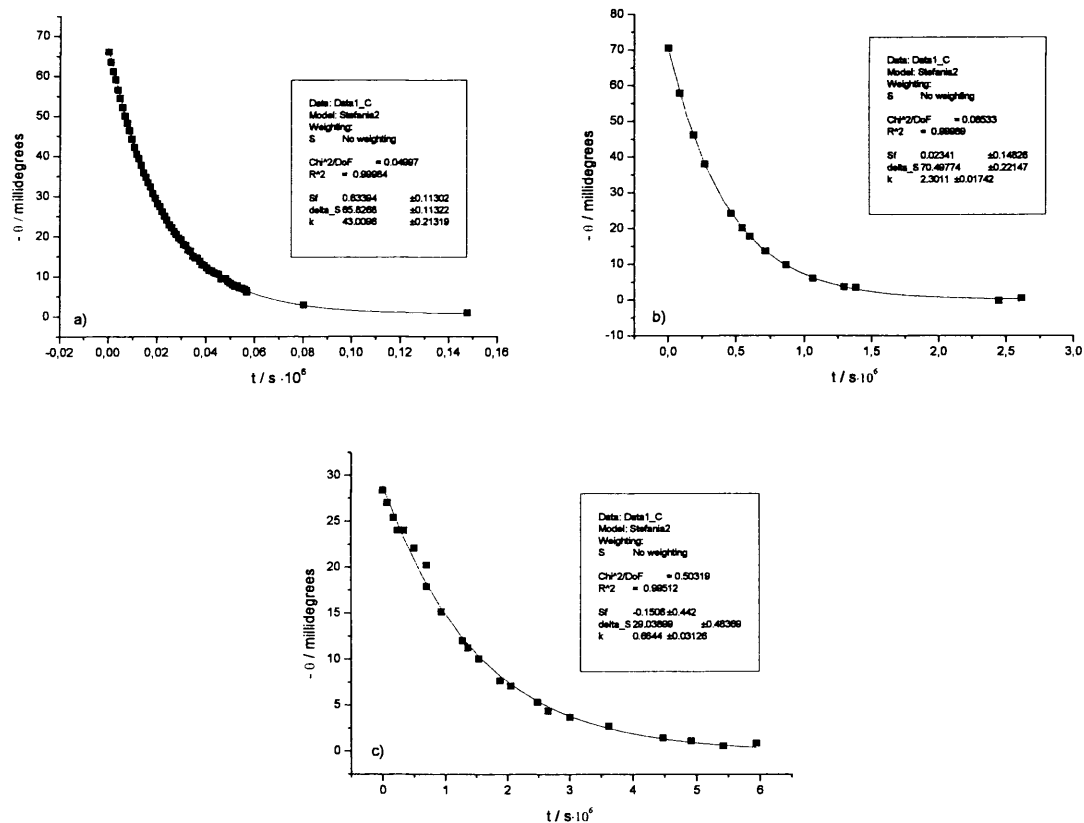 70
60
50
40
30
20
10
0
- θ / millidegrees
a)
-0,02 0,00 0,02 0,04 0,06 0,08 0,10 0,12 0,14 0,16
t / s ·10⁶
Data: Data1_C
Model: Stefania2
Weighting:
S No weighting
Chi^2/DoF = 0.04997
R^2 = 0.99984
Sf 0.63394 ±0.11302
delta_S 65.8266 ±0.11322
k 43.0098 ±0.21319
80
70
60
50
40
30
20
10
0
-10
- θ / millidegrees
b)
0,0 0,5 1,0 1,5 2,0 2,5 3,0
t / s·10⁶
Data: Data1_C
Model: Stefania2
Weighting:
S No weighting
Chi^2/DoF = 0.08533
R^2 = 0.99989
Sf 0.02341 ±0.14826
delta_S 70.49774 ±0.22147
k 2.3011 ±0.01742
30
25
20
15
10
5
0
- θ / millidegrees
c)
0 1 2 3 4 5 6
t / s·10⁶
Data: Data1_C
Model: Stefania2
Weighting:
S No weighting
Chi^2/DoF = 0.50319
R^2 = 0.99512
Sf -0.1506 ±0.442
delta_S 29.03899 ±0.48369
k 0.6644 ±0.03126